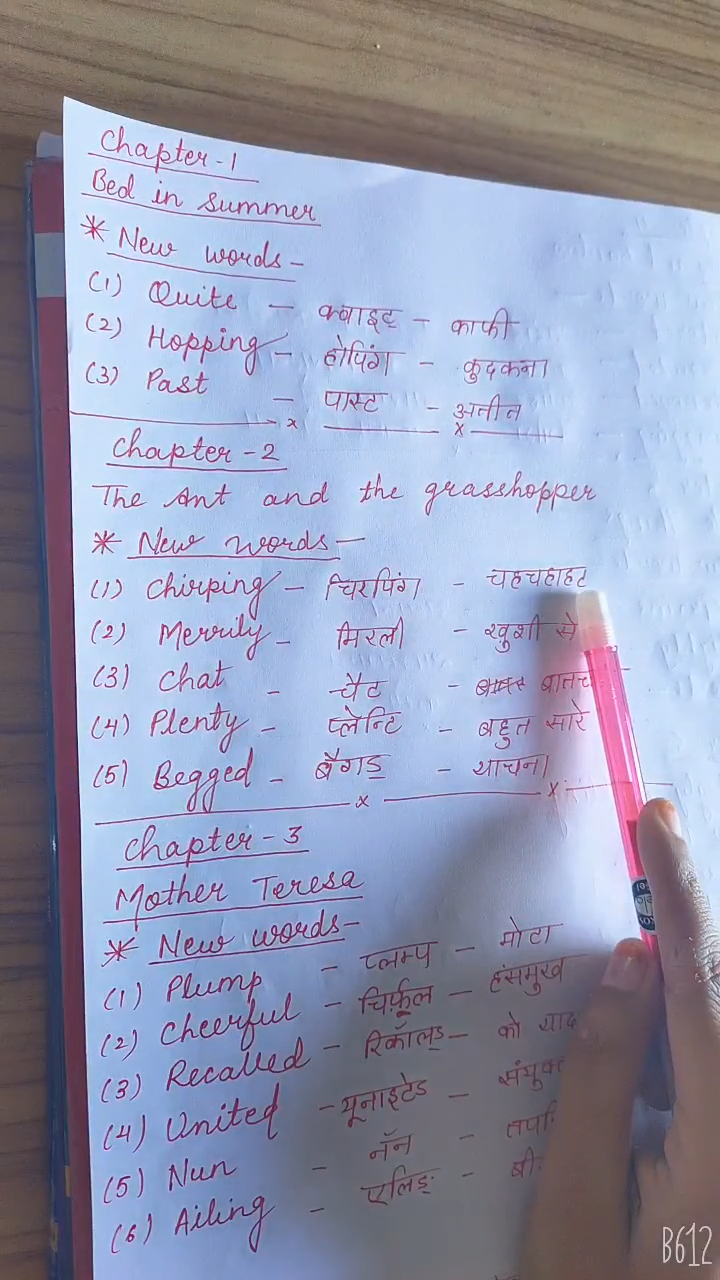 Chapter-1
Bed in summer
* New words -
(1) Quite - क्वाइट - काफी
(2) Hopping - होपिंग - कुदकना
(3) Past - पास्ट - अतीत
x x
Chapter-2
The Ant and the grasshopper
* New words -
(1) Chirping - चिरपिंग - चहचहाहट
(2) Merrily - मिरली - खुशी से
(3) Chat - चैट - बातच
(4) Plenty - प्लेन्टि - बहुत सारे
(5) Begged - बैगड - याचना
x x
Chapter-3
Mother Teresa
* New words -
(1) Plump - प्लम्प - मोटा
(2) Cheerful - चिर्फूल - हंसमुख
(3) Recalled - रिकॉल्ड - को याद
(4) United - यूनाइटेड - संयुक्त
(5) Nun - नॅन - तपस्
(6) Ailing - एलिङ् - बी
B612